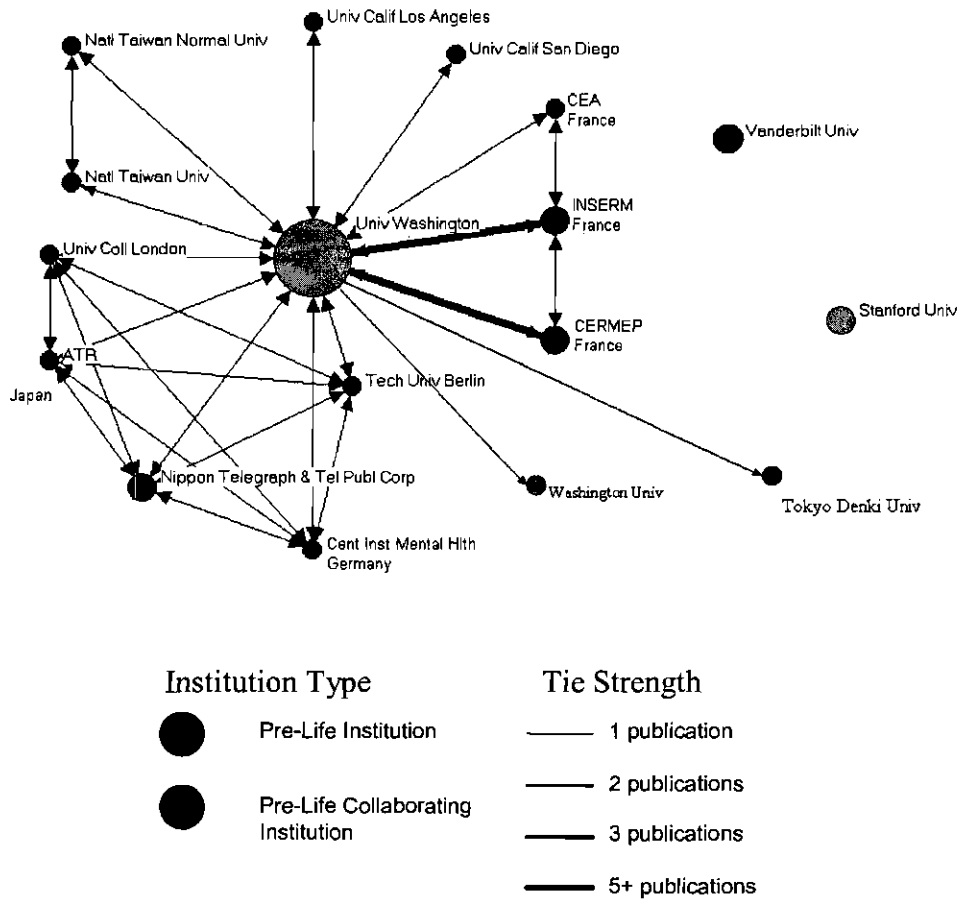 Univ Calif Los Angeles
Natl Taiwan Normal Univ
Univ Calif San Diego
CEA
France
Vanderbilt Univ
Natl Taiwan Univ
INSERM
France
Univ Washington
Univ Coll London
Stanford Univ
CERMEP
France
ATR
Japan
Tech Univ Berlin
Nippon Telegraph & Tel Publ Corp
Washington Univ
Tokyo Denki Univ
Cent Inst Mental Hlth
Germany
Institution Type
Pre-Life Institution
Pre-Life Collaborating
Institution
Tie Strength
1 publication
2 publications
3 publications
5+ publications